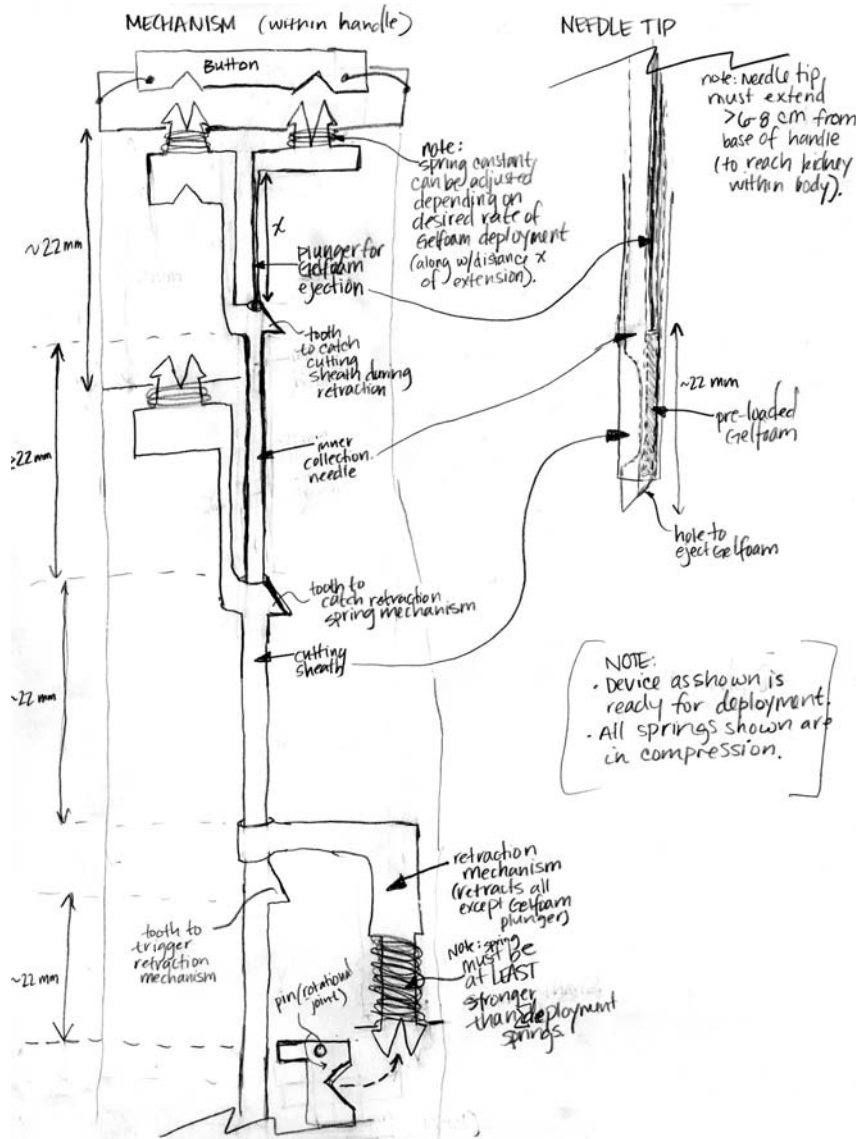 MECHANISM (within handle)
Button
note:
spring constant
can be adjusted
depending on
desired rate of
Gelfoam deployment
(along w/distance x
of extension).
~22 mm
x
plunger for
Gelfoam
ejection
tooth
to catch
cutting
sheath during
retraction
~22 mm
inner
collection
needle
tooth to
catch retraction
spring mechanism
~22 mm
cutting
sheath
retraction
mechanism
(retracts all
except Gelfoam
plunger)
tooth to
trigger
retraction
mechanism
Note: spring
must be
at LEAST
stronger
than Σ deployment
springs.
~22 mm
pin (rotational
joint)
NEEDLE TIP
note: Needle tip
must extend
>6-8 cm from
base of handle
(to reach kidney
within body).
~22 mm
pre-loaded
Gelfoam
hole to
eject Gelfoam
NOTE:
· Device as shown is
ready for deployment.
· All springs shown are
in compression.